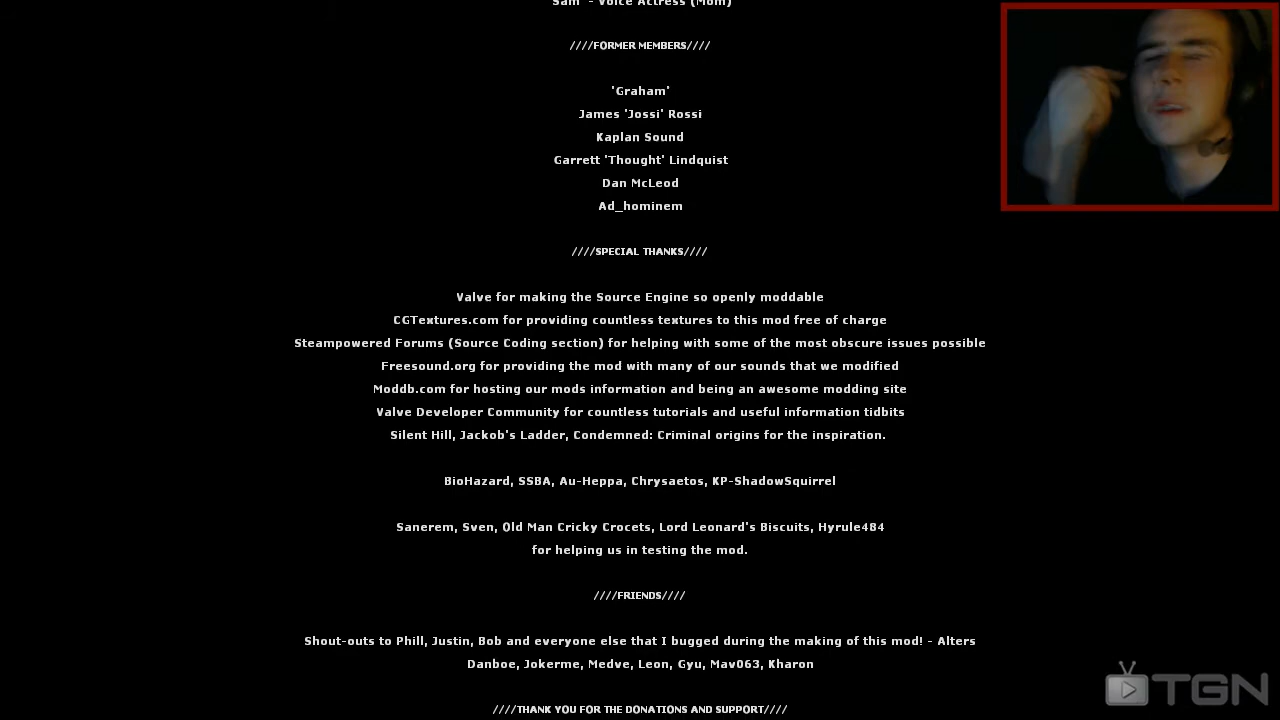 Sam - Voice Actress (Mom)
////FORMER MEMBERS////
'Graham'
James 'Jossi' Rossi
Kaplan Sound
Garrett 'Thought' Lindquist
Dan McLeod
Ad_hominem
////SPECIAL THANKS////
Valve for making the Source Engine so openly moddable
CGTextures.com for providing countless textures to this mod free of charge
Steampowered Forums (Source Coding section) for helping with some of the most obscure issues possible
Freesound.org for providing the mod with many of our sounds that we modified
Moddb.com for hosting our mods information and being an awesome modding site
Valve Developer Community for countless tutorials and useful information tidbits
Silent Hill, Jackob's Ladder, Condemned: Criminal origins for the inspiration.
BioHazard, SSBA, Au-Heppa, Chrysaetos, KP-ShadowSquirrel
Sanerem, Sven, Old Man Cricky Crocets, Lord Leonard's Biscuits, Hyrule484
for helping us in testing the mod.
////FRIENDS////
Shout-outs to Phill, Justin, Bob and everyone else that I bugged during the making of this mod! - Alters
Danboe, Jokerme, Medve, Leon, Gyu, Mav063, Kharon
TGN
////THANK YOU FOR THE DONATIONS AND SUPPORT////